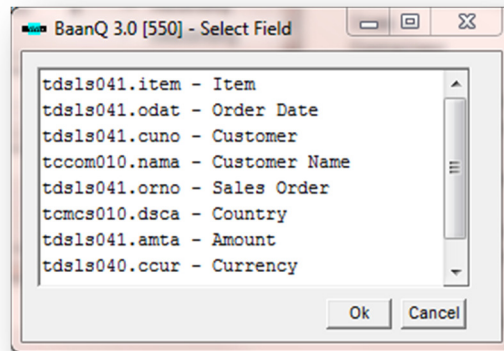 BaanQ 3.0 [550] - Select Field
tdsls041.item - Item
tdsls041.odat - Order Date
tdsls041.cuno - Customer
tccom010.nama - Customer Name
tdsls041.orno - Sales Order
tcmcs010.dsca - Country
tdsls041.amta - Amount
tdsls040.ccur - Currency
Ok Cancel